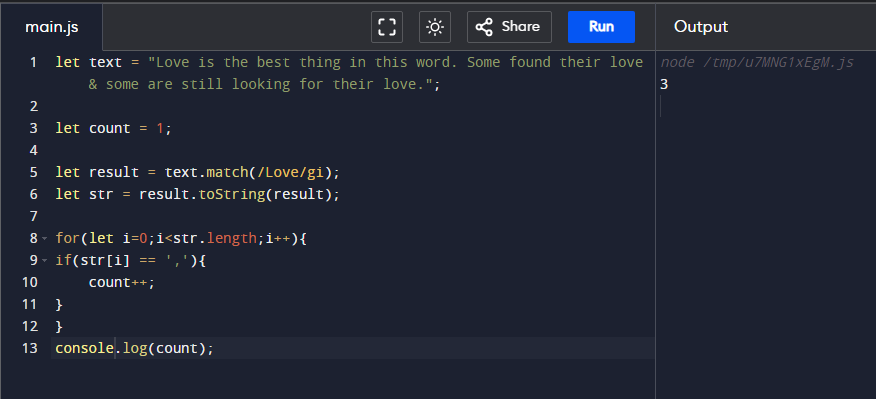 main.js
Share
Run
Output
1 let text = "Love is the best thing in this word. Some found their love
& some are still looking for their love.";
2
3 let count = 1;
4
5 let result = text.match(/Love/gi);
6 let str = result.toString(result);
7
8 for(let i=0;i<str.length;i++){
9 if(str[i] == ','){
10 count++;
11 }
12 }
13 console.log(count);
node /tmp/u7MNG1xEgM.js
3